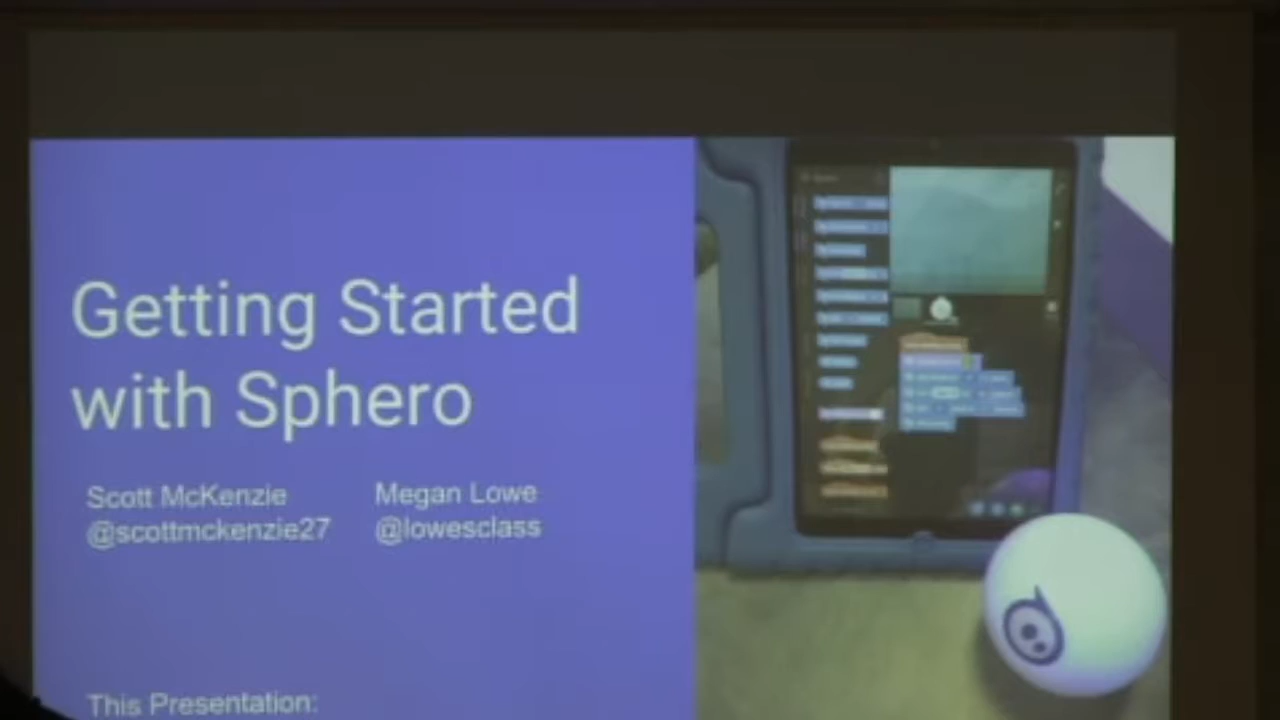 Getting Started
with Sphero
Scott McKenzie
@scottmckenzie27
Megan Lowe
@lowesclass
This Presentation: